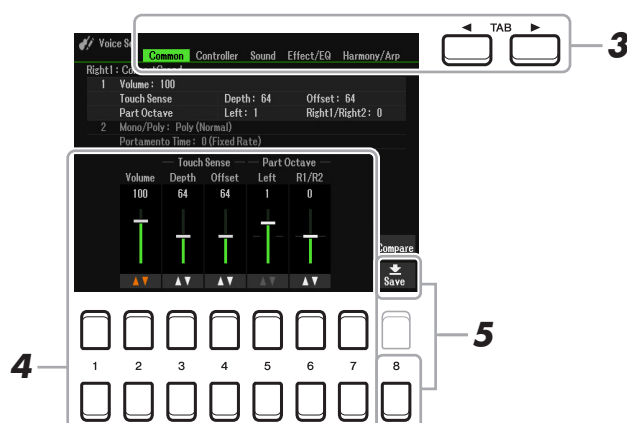 ◄ TAB ►
3
Voice S
Common Controller Sound Effect/EQ Harmony/Arp
Right1 :
1 Volume : 100
Touch Sense Depth : 64 Offset : 64
Part Octave Left : 1 Right1/Right2 : 0
2 Mono/Poly : Poly (Normal)
Portamento Time : 0 (Fixed Rate)
Touch Sense Part Octave
Volume Depth Offset Left R1/R2
100 64 64 1 0
Compare
Save
5
4
1 2 3 4 5 6 7 8